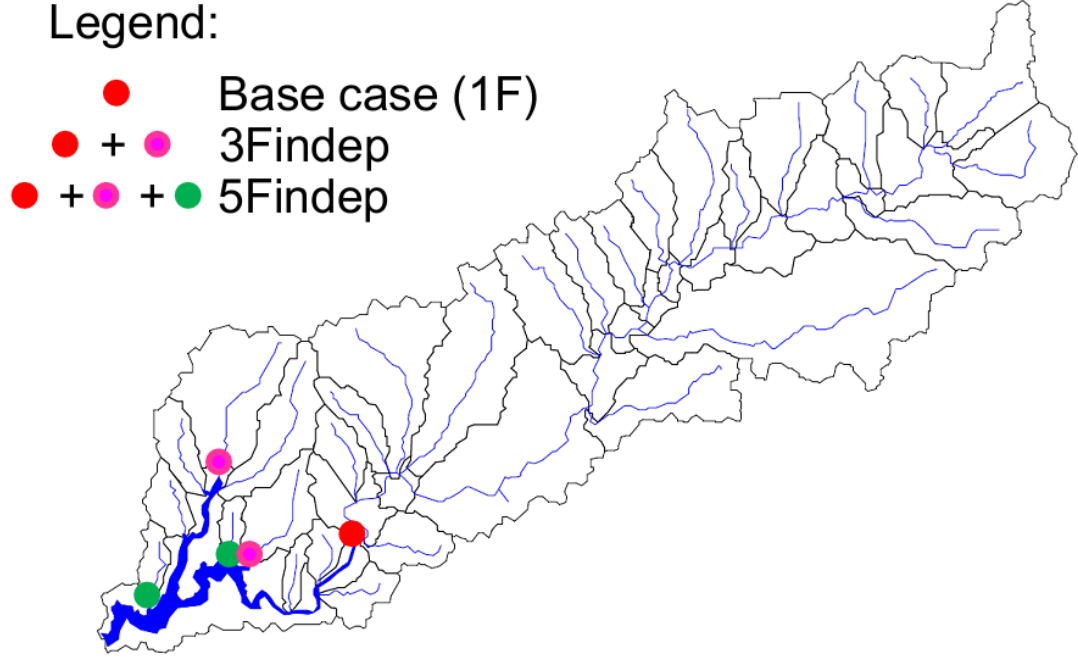 Legend:
Base case (1F)
+ 3Findep
+ + 5Findep